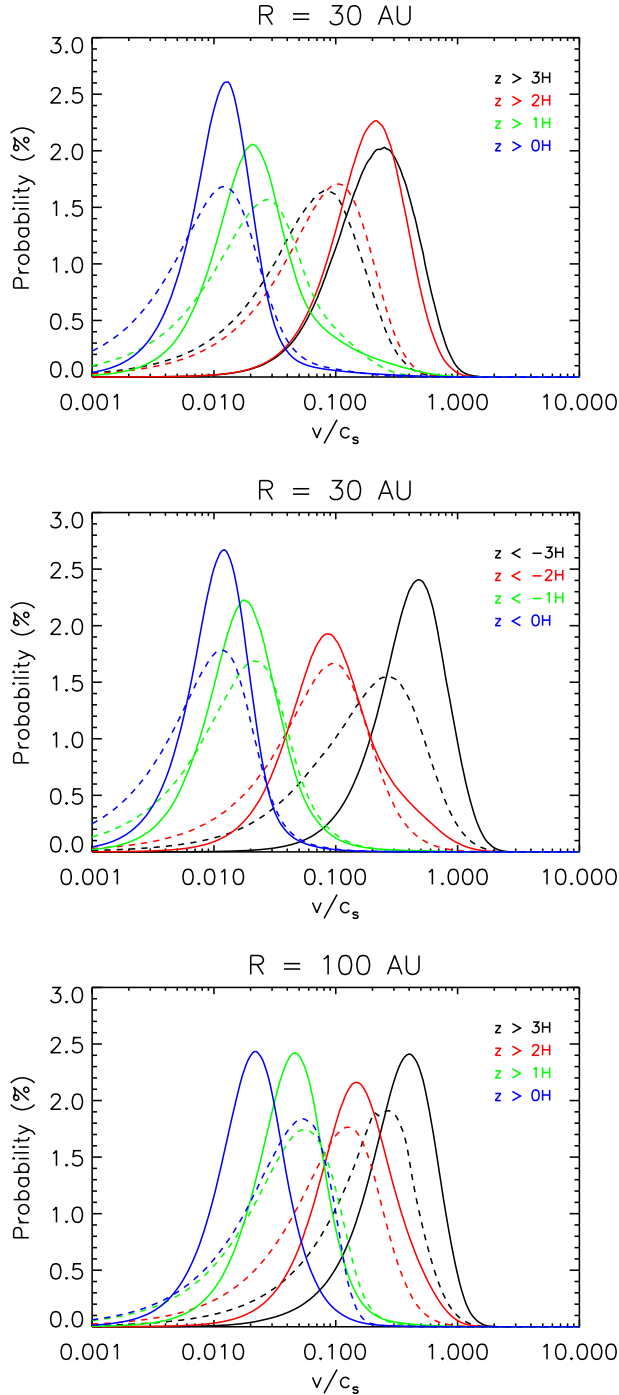 R = 30 AU
3.0
2.5
2.0
1.5
1.0
0.5
0.0
Probability (%)
z > 3H
z > 2H
z > 1H
z > 0H
0.001 0.010 0.100 1.000 10.000
v/cs
R = 30 AU
3.0
2.5
2.0
1.5
1.0
0.5
0.0
Probability (%)
z < -3H
z < -2H
z < -1H
z < 0H
0.001 0.010 0.100 1.000 10.000
v/cs
R = 100 AU
3.0
2.5
2.0
1.5
1.0
0.5
0.0
Probability (%)
z > 3H
z > 2H
z > 1H
z > 0H
0.001 0.010 0.100 1.000 10.000
v/cs